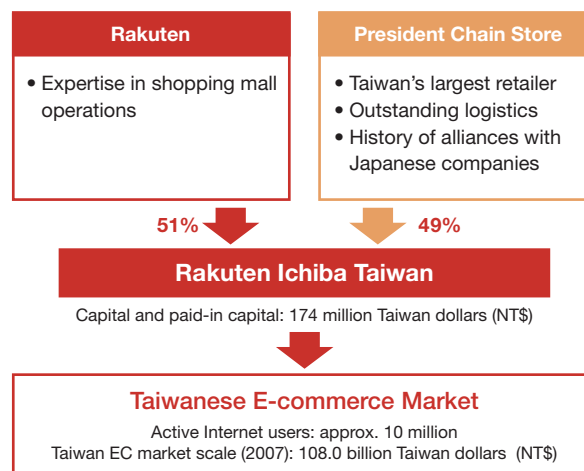 Rakuten
• Expertise in shopping mall
operations
President Chain Store
• Taiwan's largest retailer
• Outstanding logistics
• History of alliances with
Japanese companies
51%
49%
Rakuten Ichiba Taiwan
Capital and paid-in capital: 174 million Taiwan dollars (NT$)
Taiwanese E-commerce Market
Active Internet users: approx. 10 million
Taiwan EC market scale (2007): 108.0 billion Taiwan dollars (NT$)